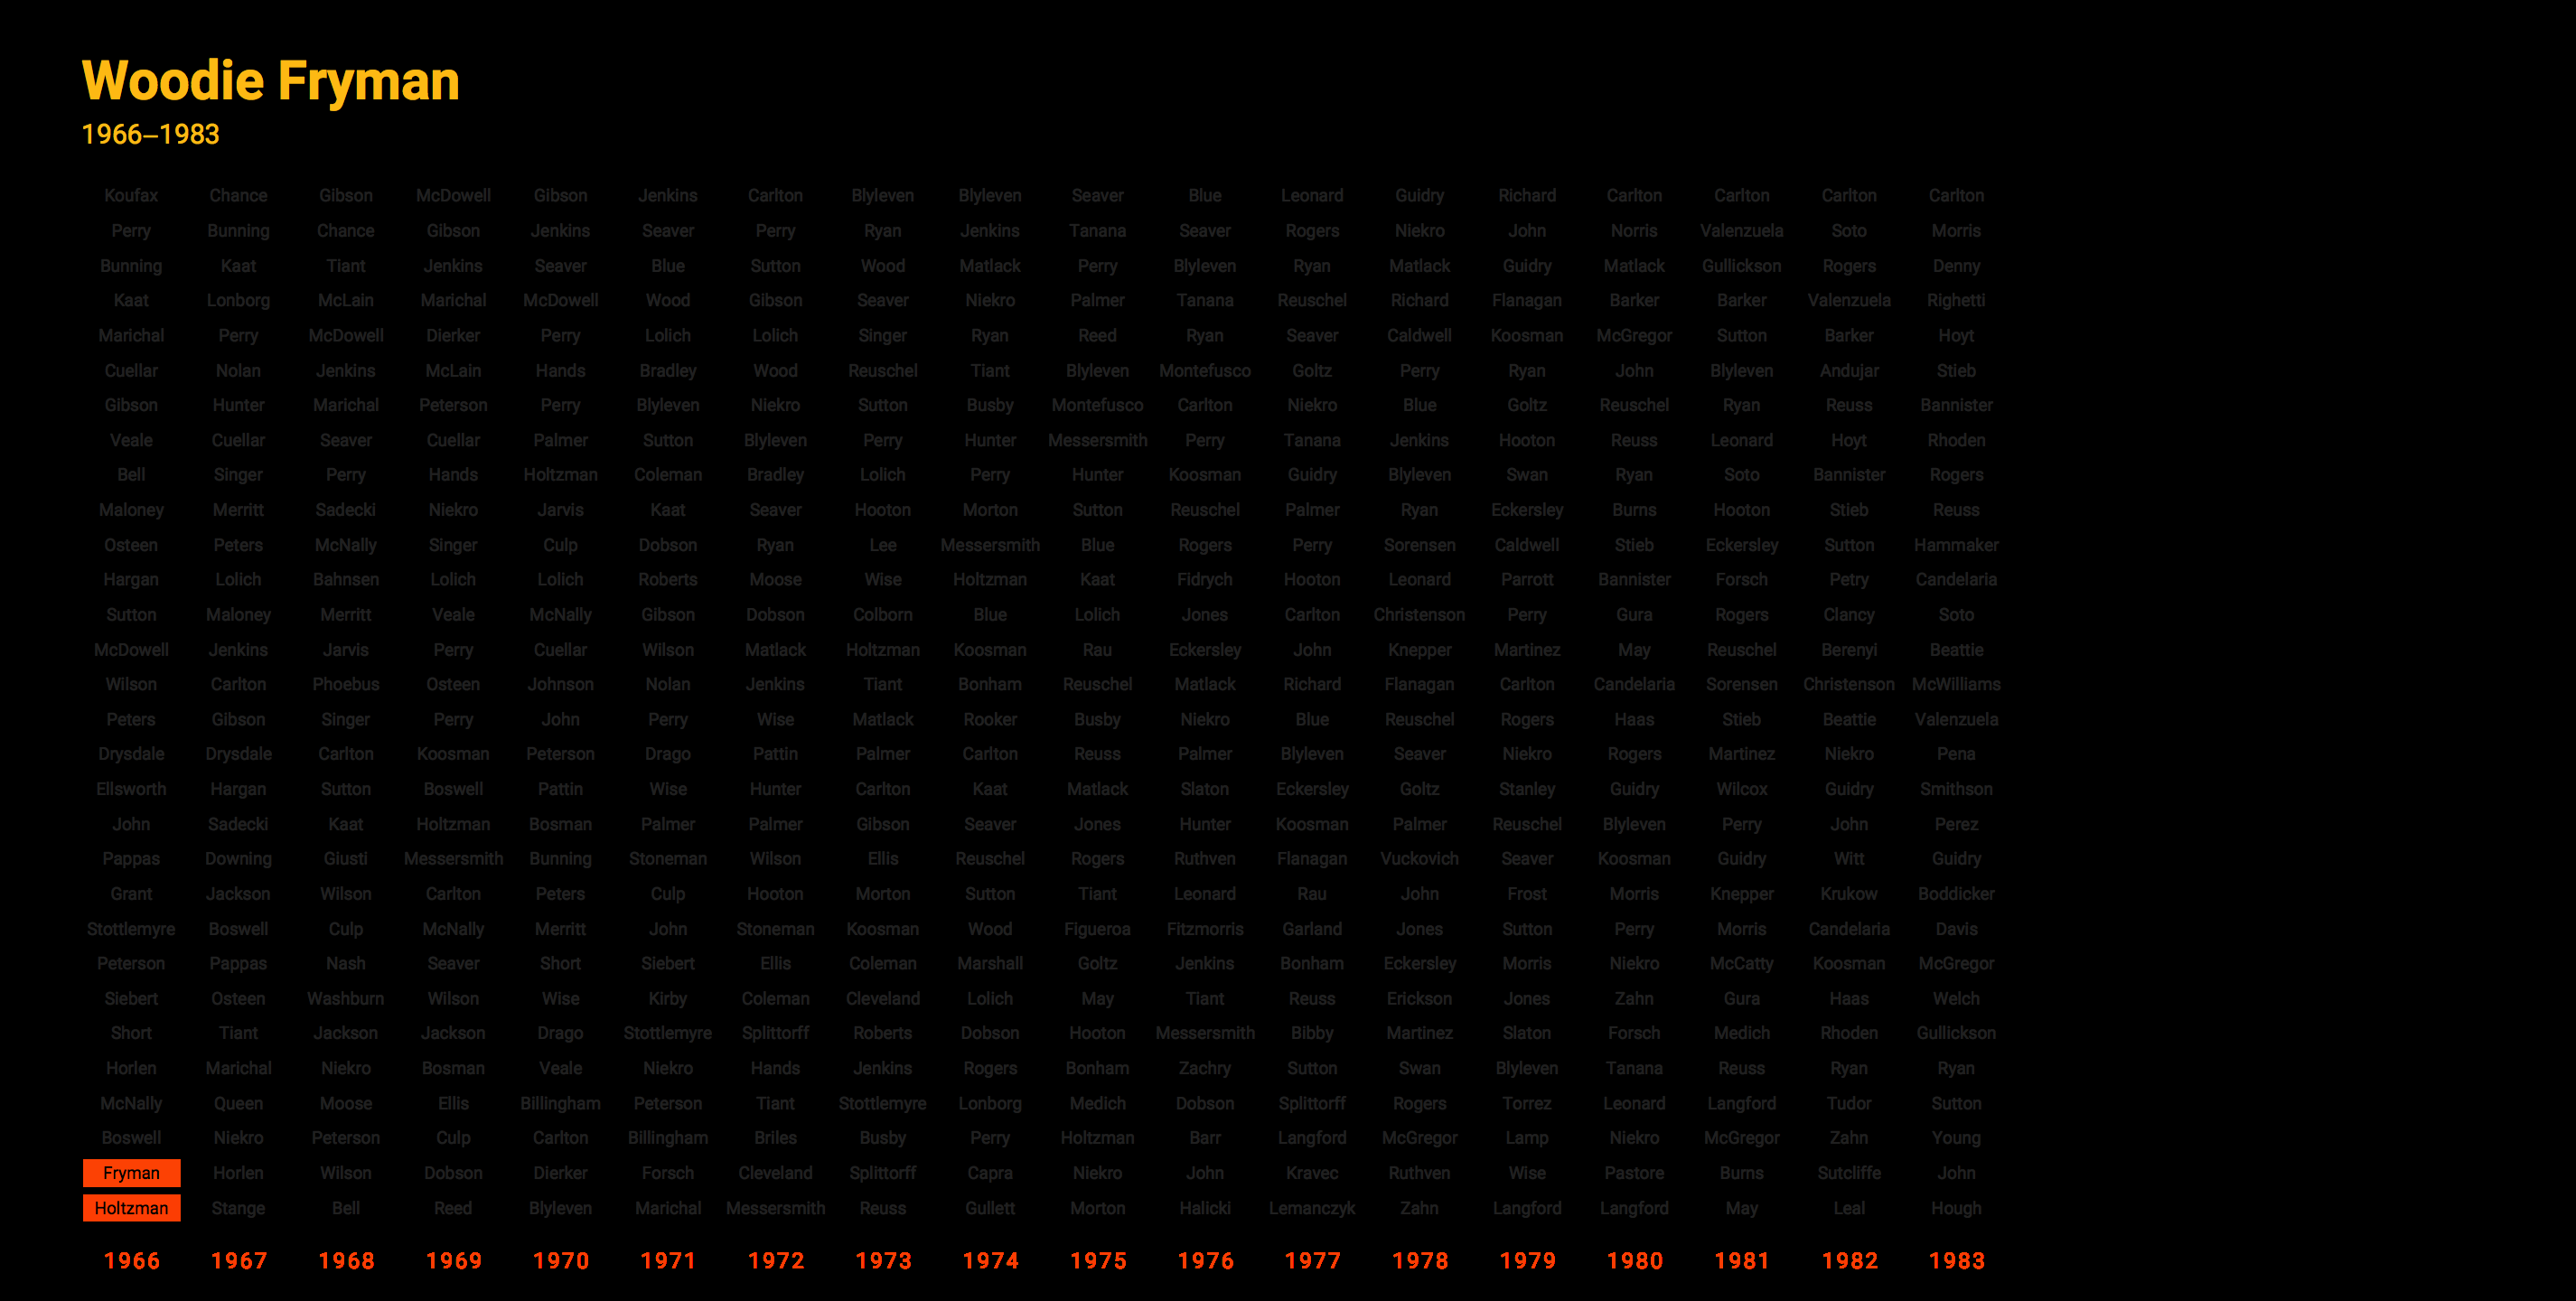 Woodie Fryman
1966–1983
Koufax Chance Gibson McDowell Gibson Jenkins Carlton Blyleven Blyleven Seaver Blue Leonard Guidry Richard Carlton Carlton Carlton Carlton
Perry Bunning Chance Gibson Jenkins Seaver Perry Ryan Jenkins Tanana Seaver Rogers Niekro John Norris Valenzuela Soto Morris
Bunning Kaat Tiant Jenkins Seaver Blue Sutton Wood Matlack Perry Blyleven Ryan Matlack Guidry Matlack Gullickson Rogers Denny
Kaat Lonborg McLain Marichal McDowell Wood Gibson Seaver Niekro Palmer Tanana Reuschel Richard Flanagan Barker Barker Valenzuela Righetti
Marichal Perry McDowell Dierker Perry Lolich Lolich Singer Ryan Reed Ryan Seaver Caldwell Koosman McGregor Sutton Barker Hoyt
Cuellar Nolan Jenkins McLain Hands Bradley Wood Reuschel Tiant Blyleven Montefusco Goltz Perry Ryan John Blyleven Andujar Stieb
Gibson Hunter Marichal Peterson Perry Blyleven Niekro Sutton Busby Montefusco Carlton Niekro Blue Goltz Reuschel Ryan Reuss Bannister
Veale Cuellar Seaver Cuellar Palmer Sutton Blyleven Perry Hunter Messersmith Perry Tanana Jenkins Hooton Reuss Leonard Hoyt Rhoden
Bell Singer Perry Hands Holtzman Coleman Bradley Lolich Perry Hunter Koosman Guidry Blyleven Swan Ryan Soto Bannister Rogers
Maloney Merritt Sadecki Niekro Jarvis Kaat Seaver Hooton Morton Sutton Reuschel Palmer Ryan Eckersley Burns Hooton Stieb Reuss
Osteen Peters McNally Singer Culp Dobson Ryan Lee Messersmith Blue Rogers Perry Sorensen Caldwell Stieb Eckersley Sutton Hammaker
Hargan Lolich Bahnsen Lolich Lolich Roberts Moose Wise Holtzman Kaat Fidrych Hooton Leonard Parrott Bannister Forsch Petry Candelaria
Sutton Maloney Merritt Veale McNally Gibson Dobson Colborn Blue Lolich Jones Carlton Christenson Perry Gura Rogers Clancy Soto
McDowell Jenkins Jarvis Perry Cuellar Wilson Matlack Holtzman Koosman Rau Eckersley John Knepper Martinez May Reuschel Berenyi Beattie
Wilson Carlton Phoebus Osteen Johnson Nolan Jenkins Tiant Bonham Reuschel Matlack Richard Flanagan Carlton Candelaria Sorensen Christenson McWilliams
Peters Gibson Singer Perry John Perry Wise Matlack Rooker Busby Niekro Blue Reuschel Rogers Haas Stieb Beattie Valenzuela
Drysdale Drysdale Carlton Koosman Peterson Drago Pattin Palmer Carlton Reuss Palmer Blyleven Seaver Niekro Rogers Martinez Niekro Pena
Ellsworth Hargan Sutton Boswell Pattin Wise Hunter Carlton Kaat Matlack Slaton Eckersley Goltz Stanley Guidry Wilcox Guidry Smithson
John Sadecki Kaat Holtzman Bosman Palmer Palmer Gibson Seaver Jones Hunter Koosman Palmer Reuschel Blyleven Perry John Perez
Pappas Downing Giusti Messersmith Bunning Stoneman Wilson Ellis Reuschel Rogers Ruthven Flanagan Vuckovich Seaver Koosman Guidry Witt Guidry
Grant Jackson Wilson Carlton Peters Culp Hooton Morton Sutton Tiant Leonard Rau John Frost Morris Knepper Krukow Boddicker
Stottlemyre Boswell Culp McNally Merritt John Stoneman Koosman Wood Figueroa Fitzmorris Garland Jones Sutton Perry Morris Candelaria Davis
Peterson Pappas Nash Seaver Short Siebert Ellis Coleman Marshall Goltz Jenkins Bonham Eckersley Morris Niekro McCatty Koosman McGregor
Siebert Osteen Washburn Wilson Wise Kirby Coleman Cleveland Lolich May Tiant Reuss Erickson Jones Zahn Gura Haas Welch
Short Tiant Jackson Jackson Drago Stottlemyre Splittorff Roberts Dobson Hooton Messersmith Bibby Martinez Slaton Forsch Medich Rhoden Gullickson
Horlen Marichal Niekro Bosman Veale Niekro Hands Jenkins Rogers Bonham Zachry Sutton Swan Blyleven Tanana Reuss Ryan Ryan
McNally Queen Moose Ellis Billingham Peterson Tiant Stottlemyre Lonborg Medich Dobson Splittorff Rogers Torrez Leonard Langford Tudor Sutton
Boswell Niekro Peterson Culp Carlton Billingham Briles Busby Perry Holtzman Barr Langford McGregor Lamp Niekro McGregor Zahn Young
Fryman Horlen Wilson Dobson Dierker Forsch Cleveland Splittorff Capra Niekro John Kravec Ruthven Wise Pastore Burns Sutcliffe John
Holtzman Stange Bell Reed Blyleven Marichal Messersmith Reuss Gullett Morton Halicki Lemanczyk Zahn Langford Langford May Leal Hough
1966 1967 1968 1969 1970 1971 1972 1973 1974 1975 1976 1977 1978 1979 1980 1981 1982 1983